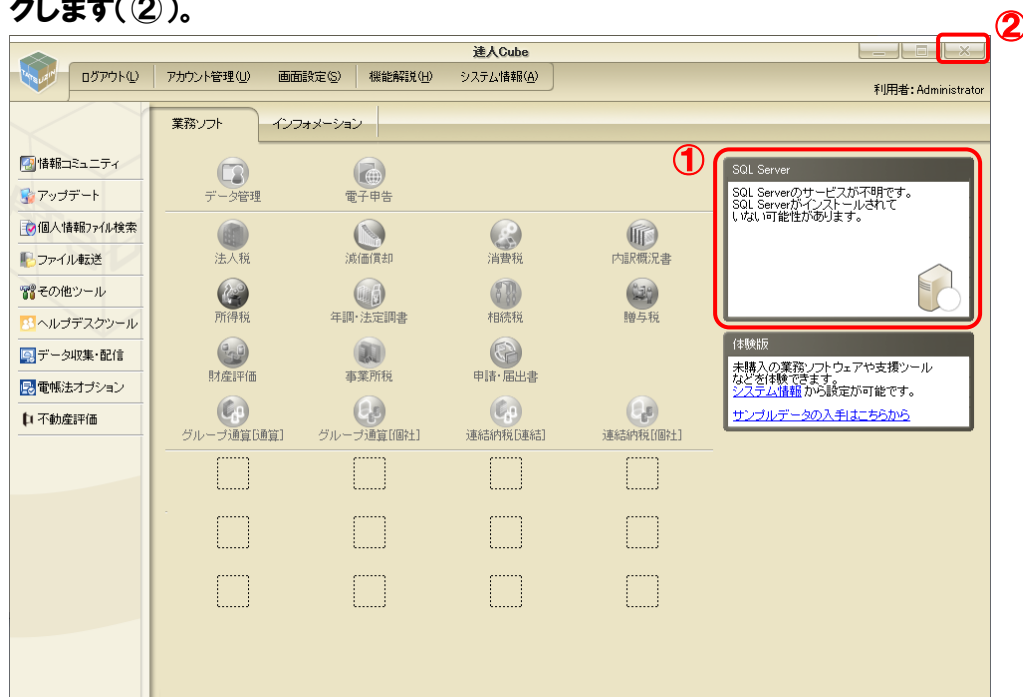 クします(②)。
②
達人Cube
TATSUZIN
ログアウト(L) アカウント管理(U) 画面設定(S) 機能解説(H) システム情報(A)
利用者：Administrator
業務ソフト インフォメーション
情報コミュニティ
アップデート
個人情報ファイル検索
ファイル転送
その他ツール
ヘルプデスクツール
データ収集・配信
電帳法オプション
不動産評価
データ管理 電子申告
法人税 減価償却 消費税 内訳概況書
所得税 年調・法定調書 相続税 贈与税
財産評価 事業所税 申請・届出書
グループ通算[通算] グループ通算[個社] 連結納税[連結] 連結納税[個社]
①
SQL Server
SQL Serverのサービスが不明です。
SQL Serverがインストールされて
いない可能性があります。
体験版
未購入の業務ソフトウェアや支援ツール
などを体験できます。
システム情報 から設定が可能です。
サンプルデータの入手はこちらから